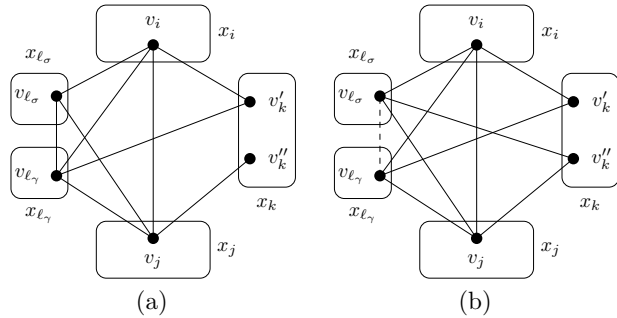 v_i
x_i
x_{ℓ_σ}
v_{ℓ_σ}
v'_k
v_{ℓ_γ}
v''_k
x_{ℓ_γ}
x_k
v_j
x_j
(a)
v_i
x_i
x_{ℓ_σ}
v_{ℓ_σ}
v'_k
v_{ℓ_γ}
v''_k
x_{ℓ_γ}
x_k
v_j
x_j
(b)